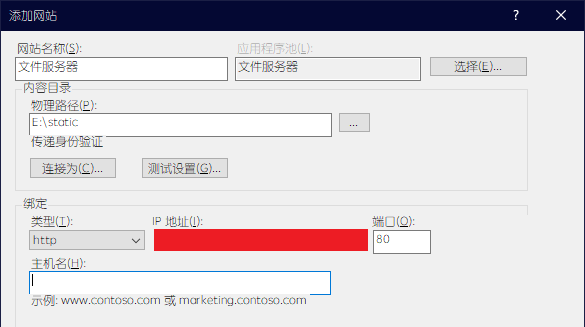 添加网站
网站名称(S): 应用程序池(L):
文件服务器 文件服务器 选择(E)...
内容目录
物理路径(P):
E:\static ...
传递身份验证
连接为(C)... 测试设置(G)...
绑定
类型(T): IP 地址(I): 端口(O):
http 80
主机名(H):
示例: www.contoso.com 或 marketing.contoso.com